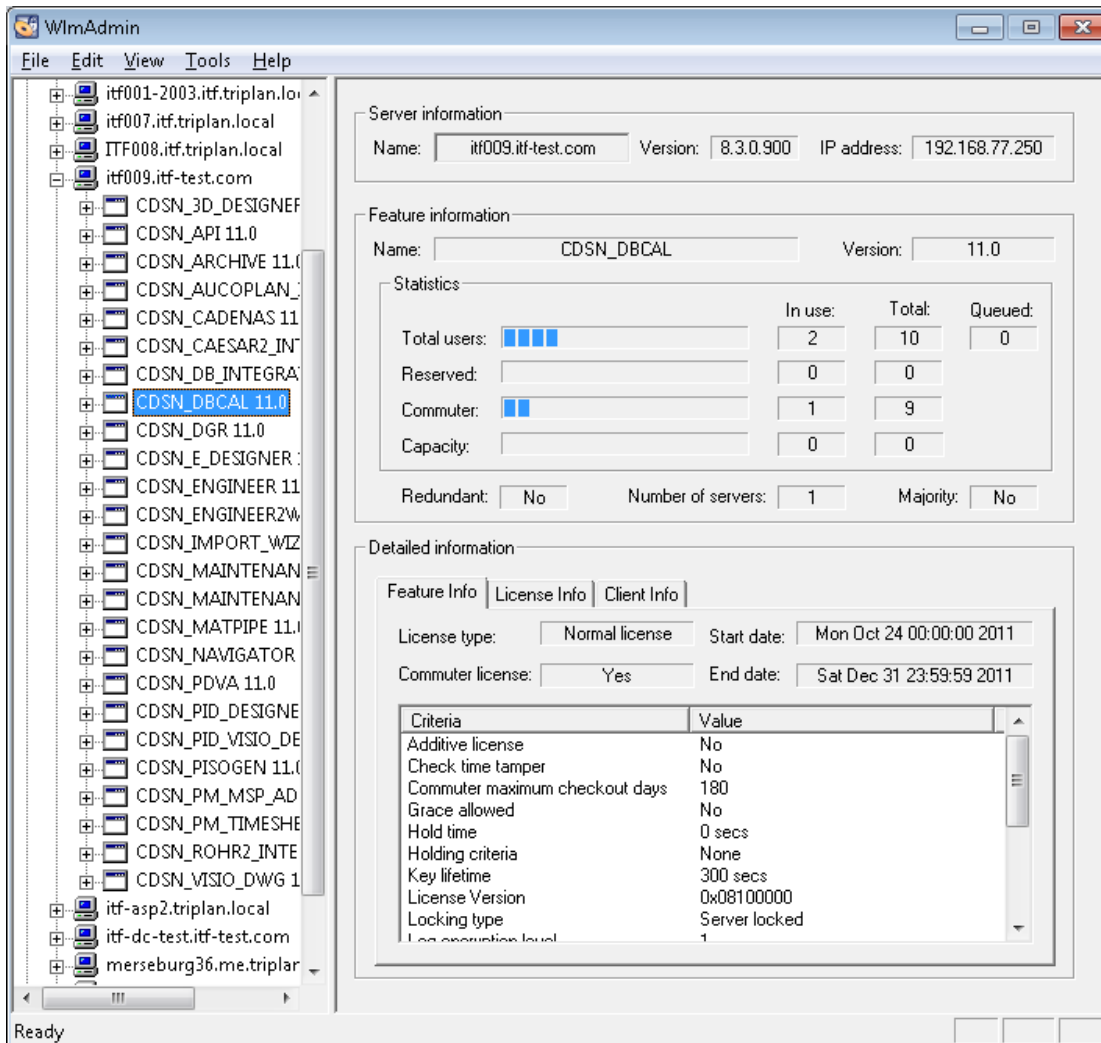 WlmAdmin
File Edit View Tools Help
itf001-2003.itf.triplan.lo
itf007.itf.triplan.local
ITF008.itf.triplan.local
itf009.itf-test.com
CDSN_3D_DESIGNER
CDSN_API 11.0
CDSN_ARCHIVE 11.0
CDSN_AUCOPLAN_
CDSN_CADENAS 11
CDSN_CAESAR2_INT
CDSN_DB_INTEGRA
CDSN_DBCAL 11.0
CDSN_DGR 11.0
CDSN_E_DESIGNER
CDSN_ENGINEER 11
CDSN_ENGINEER2W
CDSN_IMPORT_WIZ
CDSN_MAINTENAN
CDSN_MAINTENAN
CDSN_MATPIPE 11.
CDSN_NAVIGATOR
CDSN_PDVA 11.0
CDSN_PID_DESIGNE
CDSN_PID_VISIO_DE
CDSN_PISOGEN 11.0
CDSN_PM_MSP_AD
CDSN_PM_TIMESHE
CDSN_ROHR2_INTE
CDSN_VISIO_DWG 1
itf-asp2.triplan.local
itf-dc-test.itf-test.com
merseburg36.me.triplan
Server information
Name: itf009.itf-test.com Version: 8.3.0.900 IP address: 192.168.77.250
Feature information
Name: CDSN_DBCAL Version: 11.0
Statistics
In use: Total: Queued:
Total users: 2 10 0
Reserved: 0 0
Commuter: 1 9
Capacity: 0 0
Redundant: No Number of servers: 1 Majority: No
Detailed information
Feature Info License Info Client Info
License type: Normal license Start date: Mon Oct 24 00:00:00 2011
Commuter license: Yes End date: Sat Dec 31 23:59:59 2011
Criteria Value
Additive license No
Check time tamper No
Commuter maximum checkout days 180
Grace allowed No
Hold time 0 secs
Holding criteria None
Key lifetime 300 secs
License Version 0x08100000
Locking type Server locked
Log encryption level 1
Ready